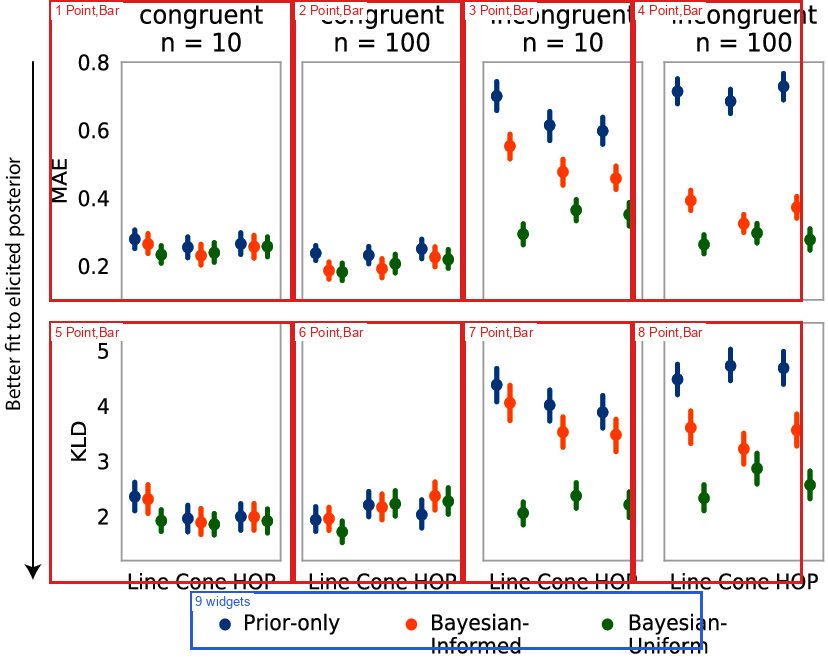 1 Point,Bar
2 Point,Bar
3 Point,Bar
4 Point,Bar
congruent
congruent
incongruent
incongruent
n = 10
n = 100
n = 10
n = 100
Better fit to elicited posterior
MAE
0.8
0.6
0.4
0.2
5 Point,Bar
6 Point,Bar
7 Point,Bar
8 Point,Bar
KLD
5
4
3
2
Line Cone HOP
Line Cone HOP
Line Cone HOP
Line Cone HOP
9 widgets
Prior-only
Bayesian-
Informed
Bayesian-
Uniform